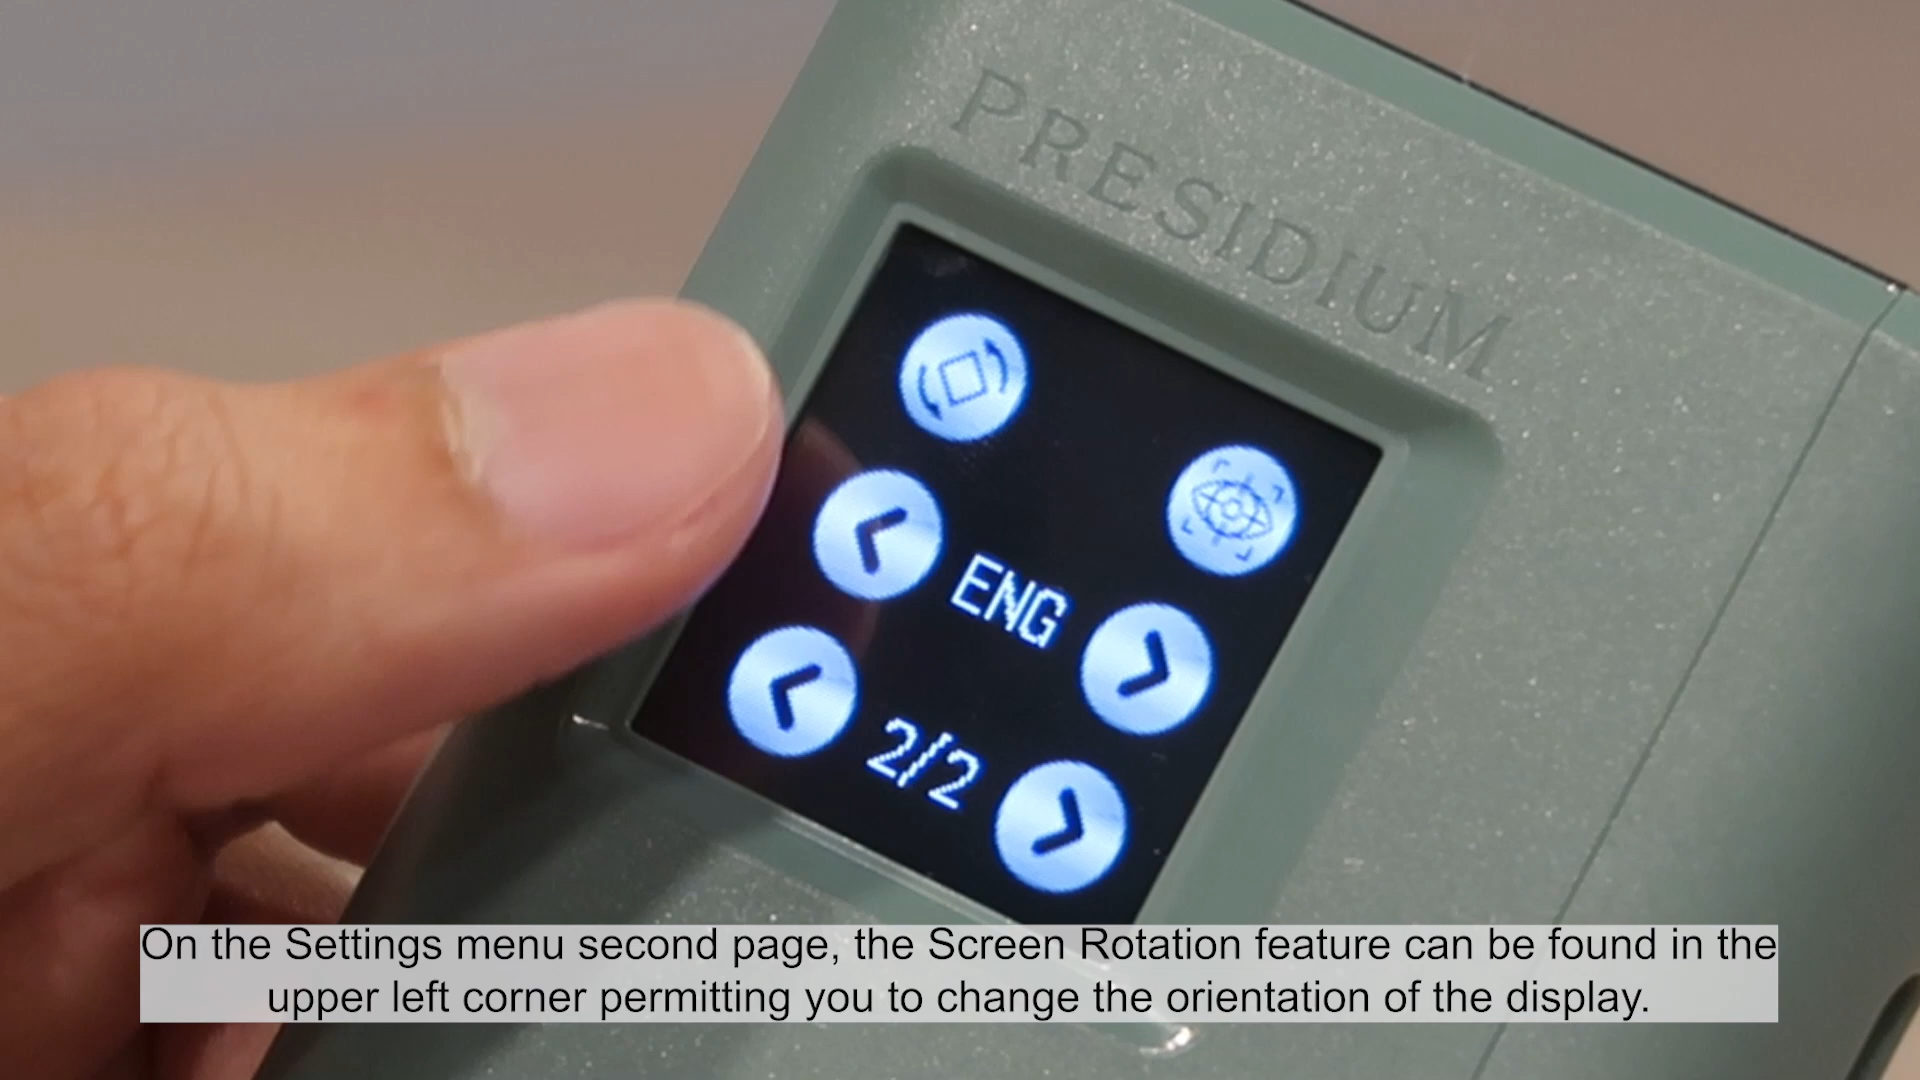 PRESIDIUM
ENG
2/2
On the Settings menu second page, the Screen Rotation feature can be found in the
upper left corner permitting you to change the orientation of the display.